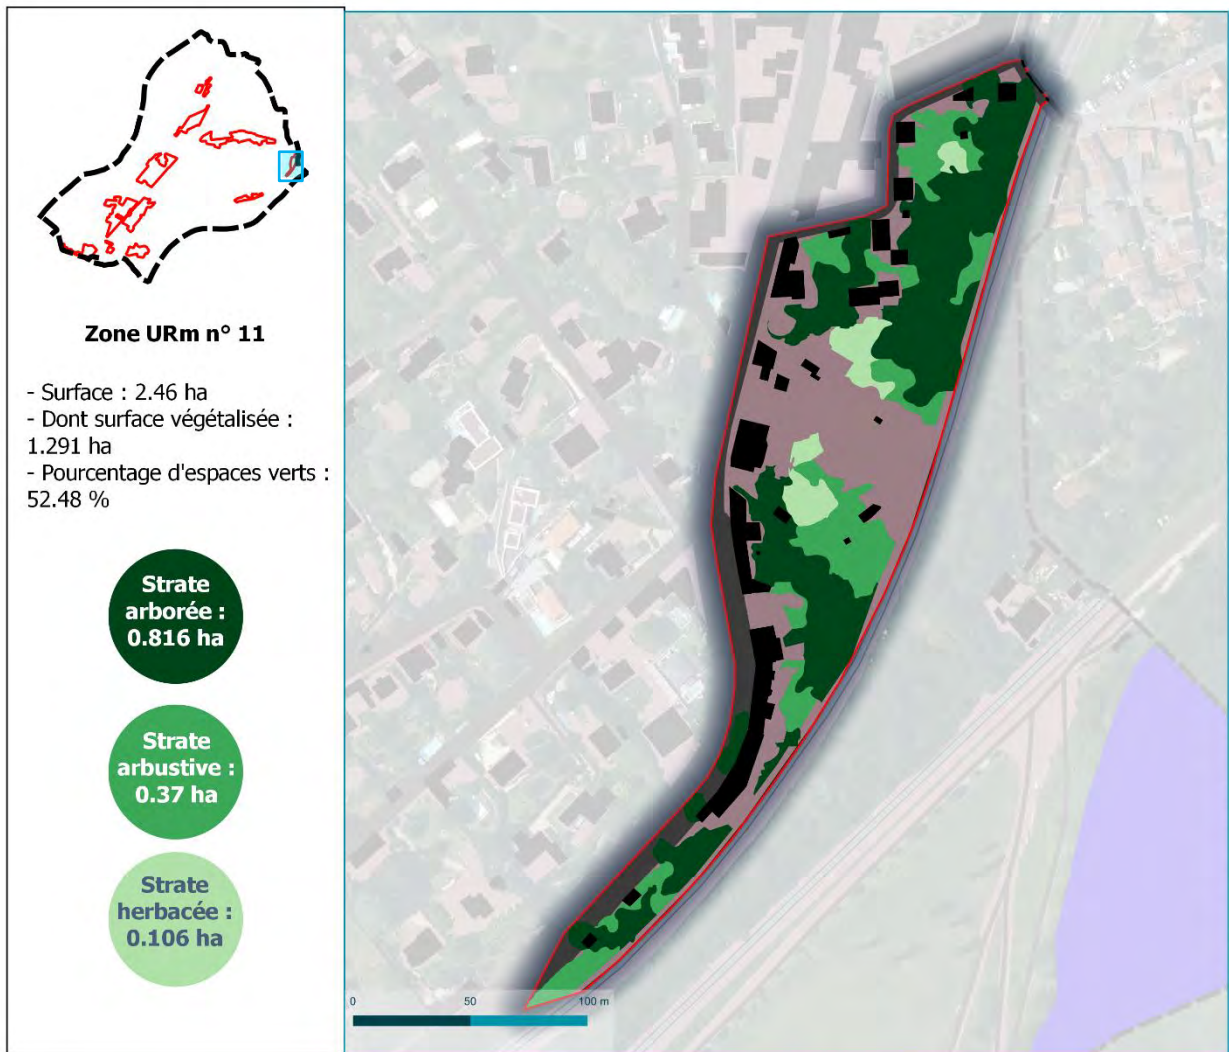 Zone URm n° 11
- Surface : 2.46 ha
- Dont surface végétalisée :
1.291 ha
- Pourcentage d'espaces verts :
52.48 %
Strate
arborée :
0.816 ha
Strate
arbustive :
0.37 ha
Strate
herbacée :
0.106 ha
0 50 100 m